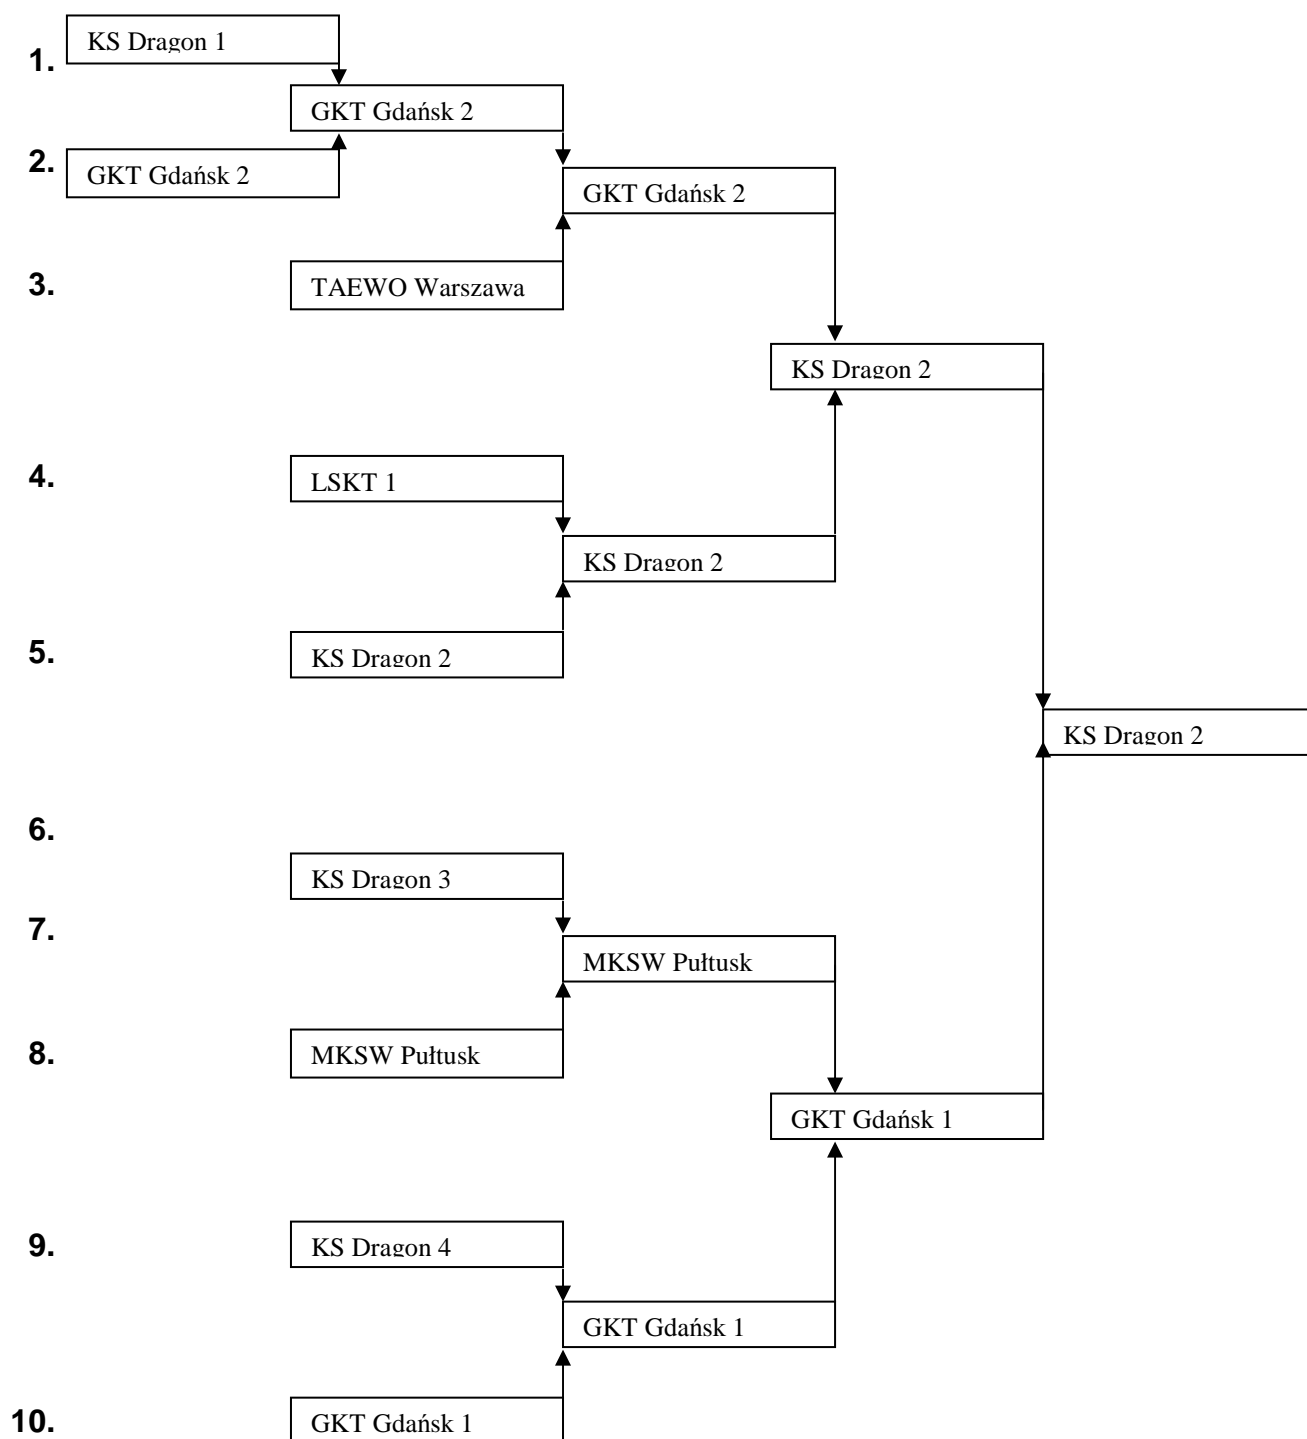 1. KS Dragon 1
GKT Gdańsk 2
2. GKT Gdańsk 2
GKT Gdańsk 2
3. TAEWO Warszawa
KS Dragon 2
4. LSKT 1
KS Dragon 2
5. KS Dragon 2
KS Dragon 2
6.
KS Dragon 3
7.
MKSW Pułtusk
8. MKSW Pułtusk
GKT Gdańsk 1
9. KS Dragon 4
GKT Gdańsk 1
10. GKT Gdańsk 1